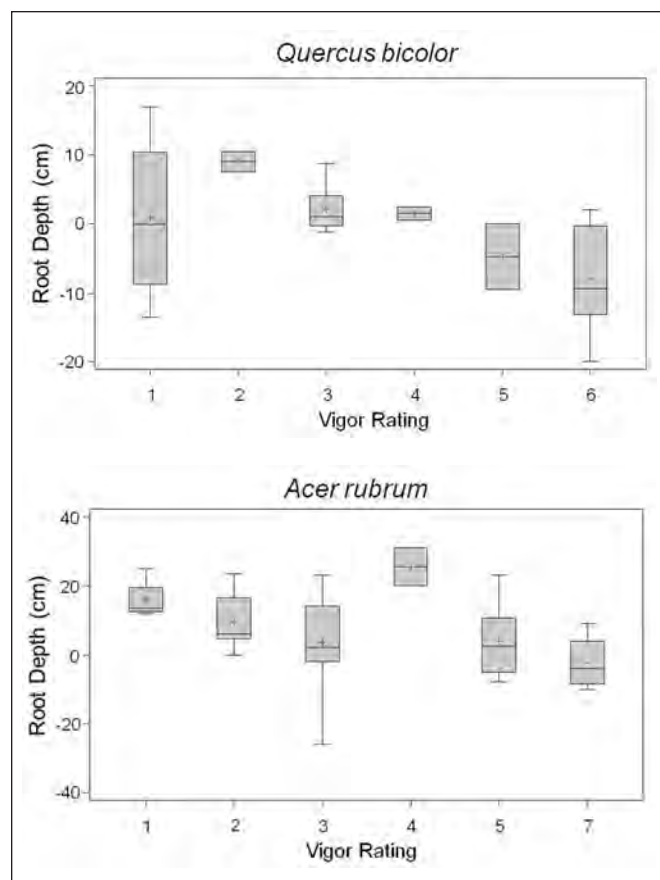 Quercus bicolor
20
10
0
-10
-20
Root Depth (cm)
1 2 3 4 5 6
Vigor Rating
Acer rubrum
40
20
0
-20
-40
Root Depth (cm)
1 2 3 4 5 7
Vigor Rating